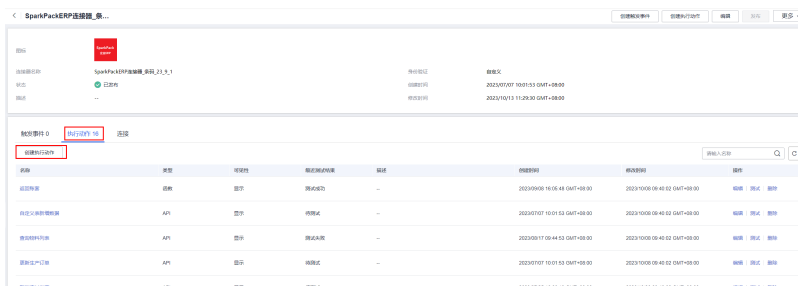 < SparkPackERP连接器_条... 创建触发事件 创建执行动作 编辑 发布 更多
图标 SparkPack
连接器名称 SparkPackERP连接器_条码_23_9_1 身份验证 自定义
状态 已发布 创建时间 2023/07/07 10:01:53 GMT+08:00
描述 -- 修改时间 2023/10/13 11:29:30 GMT+08:00
触发事件 0 执行动作 16 连接
创建执行动作 请输入名称
名称 类型 可见性 最近测试结果 描述 创建时间 修改时间 操作
函数 显示 测试成功 -- 2023/09/08 16:05:48 GMT+08:00 2023/10/08 09:40:02 GMT+08:00 编辑 测试 删除
自定义表新增数据 API 显示 待测试 -- 2023/07/07 10:01:53 GMT+08:00 2023/10/08 09:40:02 GMT+08:00 编辑 测试 删除
查询物料列表 API 显示 测试失败 -- 2023/08/17 09:44:53 GMT+08:00 2023/10/08 09:40:02 GMT+08:00 编辑 测试 删除
更新生产订单 API 显示 待测试 -- 2023/07/07 10:01:53 GMT+08:00 2023/10/08 09:40:02 GMT+08:00 编辑 测试 删除